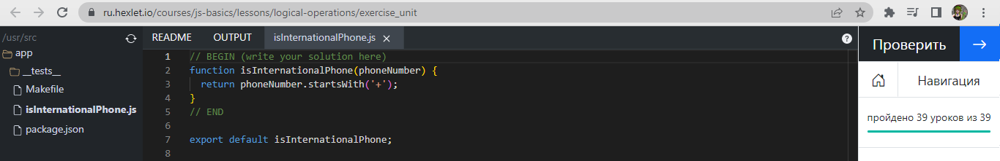 ru.hexlet.io/courses/js-basics/lessons/logical-operations/exercise_unit
/usr/src
app
__tests__
Makefile
isInternationalPhone.js
package.json
README OUTPUT isInternationalPhone.js × ?
1 // BEGIN (write your solution here)
2 function isInternationalPhone(phoneNumber) {
3 return phoneNumber.startsWith('+');
4 }
5 // END
6
7 export default isInternationalPhone;
8
Проверить →
Навигация
пройдено 39 уроков из 39